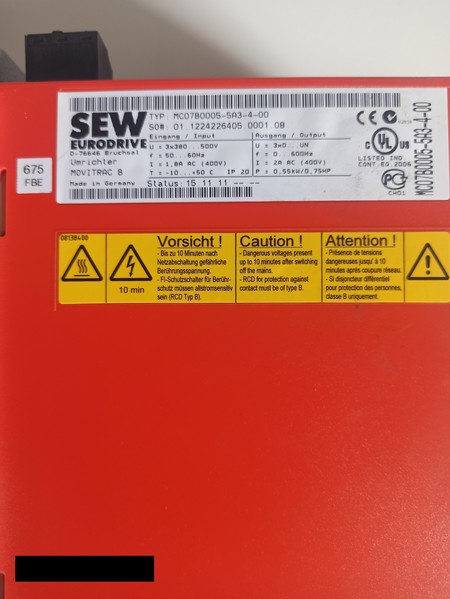 SEW
EURODRIVE
D-76646 Bruchsal
Umrichter
MOVITRAC B
Made in Germany
TYP: MC07B0005-5A3-4-00
SO#: 01.1224226405.0001.08
Eingang / Input
U = 3x380...500V
f = 50...60Hz
I = 1,8A AC (400V)
T = -10...+50 C IP 20
Status 15 11 11 -- --
Ausgang / Output
U = 3x0...UN
f = 0...600Hz
I = 2A AC (400V)
P = 0,55kW/0,75HP
CE
C UL US
LISTED IND.
CONT.EQ.2D06
CH01
MC07B0005-5A3-4-00
675
FBE
08138400
10 min
Vorsicht !
- Bis zu 10 Minuten nach
Netzabschaltung gefährliche
Berührungsspannung.
- FI-Schutzschalter für Berühr-
schutz müssen allstromsensitiv
sein (RCD Typ B).
Caution !
- Dangerous voltages present
up to 10 minutes after switching
off the mains.
- RCD for protection against
contact must be of type B.
Attention !
- Présence de tensions
dangereuses jusqu' à 10
minutes après coupure réseau.
- Si disjoncteur différentiel
pour protection des personnes,
classe B uniquement.